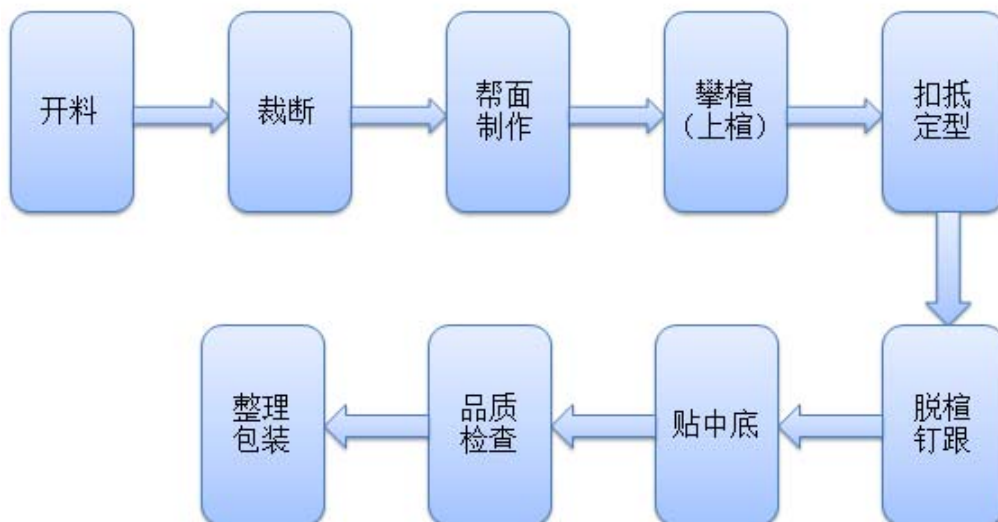 开料
裁断
帮面
制作
攀楦
（上楦）
扣抵
定型
脱楦
钉跟
贴中底
品质
检查
整理
包装